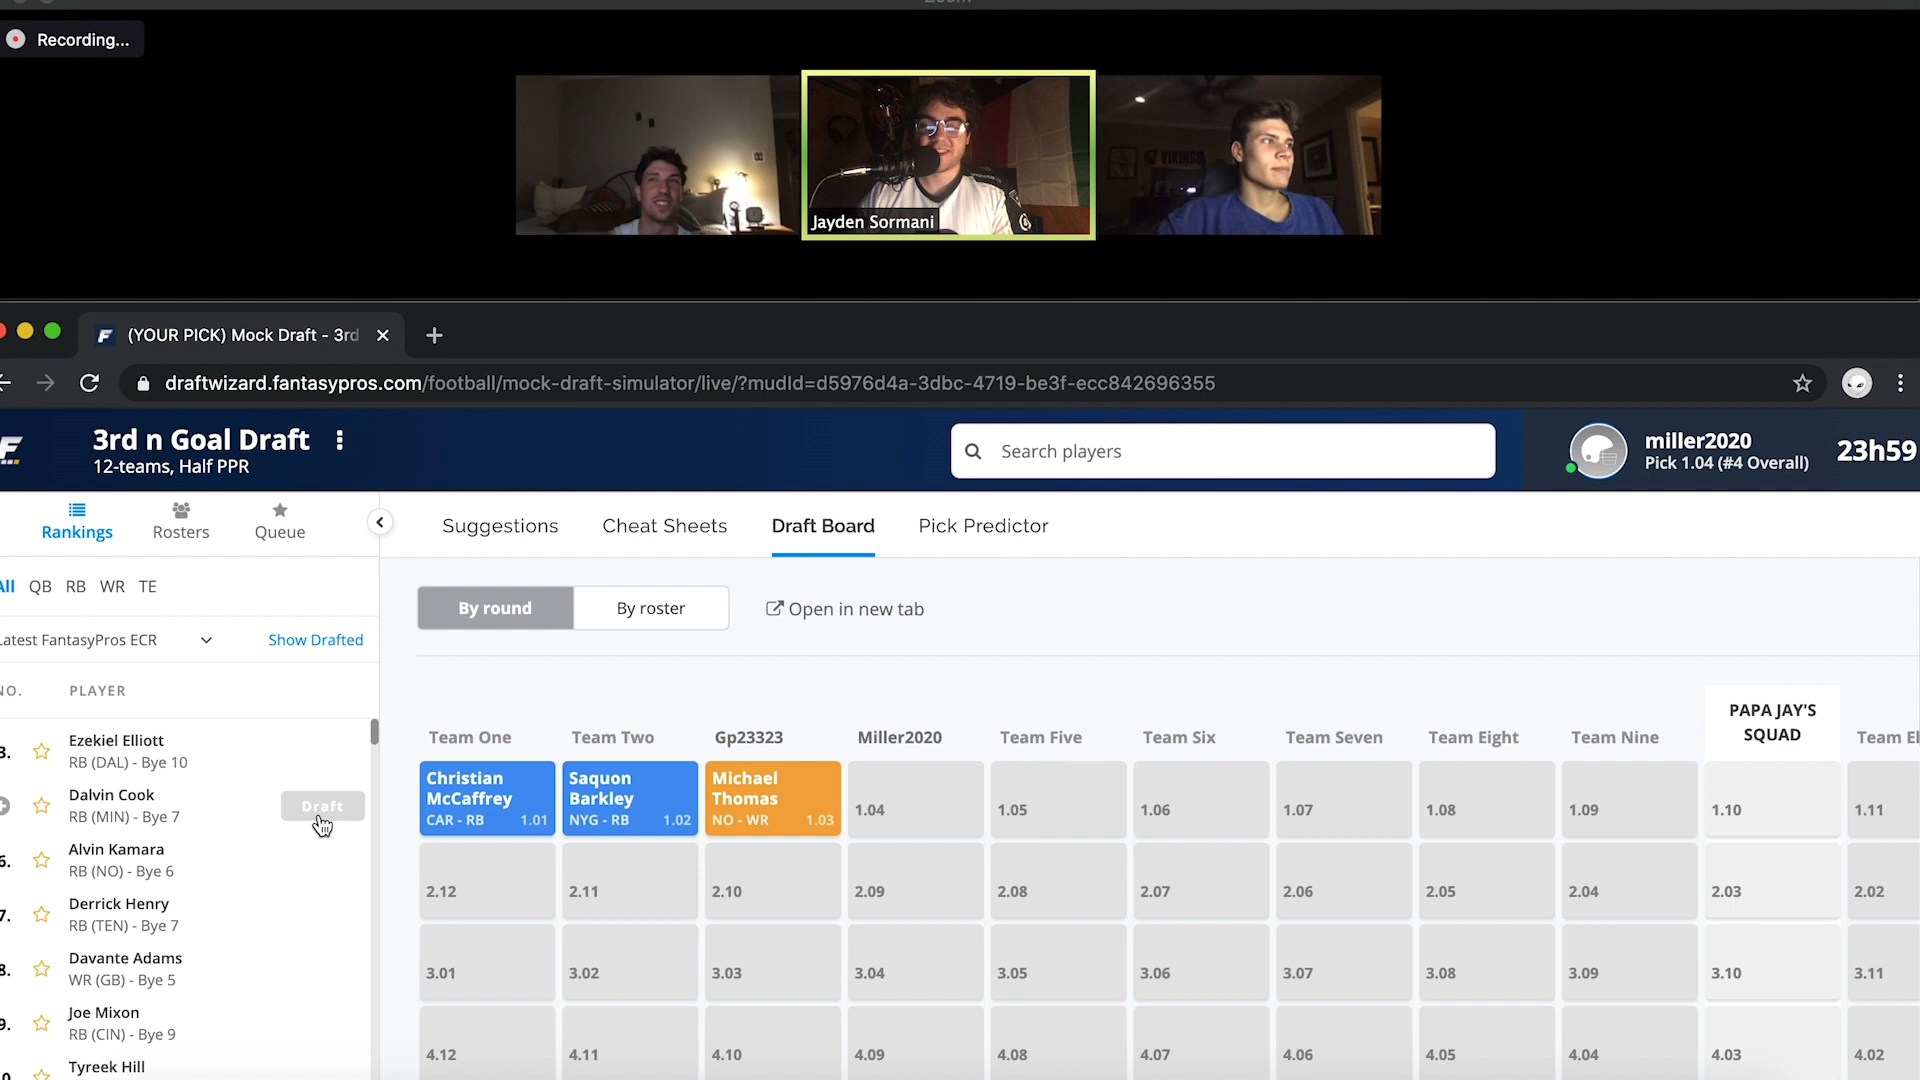 Recording...
VIKINGS
Jayden Sormani
(YOUR PICK) Mock Draft - 3rd
draftwizard.fantasypros.com/football/mock-draft-simulator/live/?mudId=d5976d4a-3dbc-4719-be3f-ecc842696355
3rd n Goal Draft
12-teams, Half PPR
Search players
miller2020
Pick 1.04 (#4 Overall)
23h59
Rankings
Rosters
Queue
Suggestions
Cheat Sheets
Draft Board
Pick Predictor
All QB RB WR TE
Latest FantasyPros ECR
Show Drafted
By round
By roster
Open in new tab
NO. PLAYER
3.
Ezekiel Elliott
RB (DAL) - Bye 10
Dalvin Cook
RB (MIN) - Bye 7
Draft
6.
Alvin Kamara
RB (NO) - Bye 6
7.
Derrick Henry
RB (TEN) - Bye 7
8.
Davante Adams
WR (GB) - Bye 5
9.
Joe Mixon
RB (CIN) - Bye 9
Tyreek Hill
Team One
Team Two
Gp23323
Miller2020
Team Five
Team Six
Team Seven
Team Eight
Team Nine
PAPA JAY'S
SQUAD
Team El
Christian
McCaffrey
CAR - RB 1.01
Saquon
Barkley
NYG - RB 1.02
Michael
Thomas
NO - WR 1.03
1.04 1.05 1.06 1.07 1.08 1.09 1.10 1.11
2.12 2.11 2.10 2.09 2.08 2.07 2.06 2.05 2.04 2.03 2.02
3.01 3.02 3.03 3.04 3.05 3.06 3.07 3.08 3.09 3.10 3.11
4.12 4.11 4.10 4.09 4.08 4.07 4.06 4.05 4.04 4.03 4.02